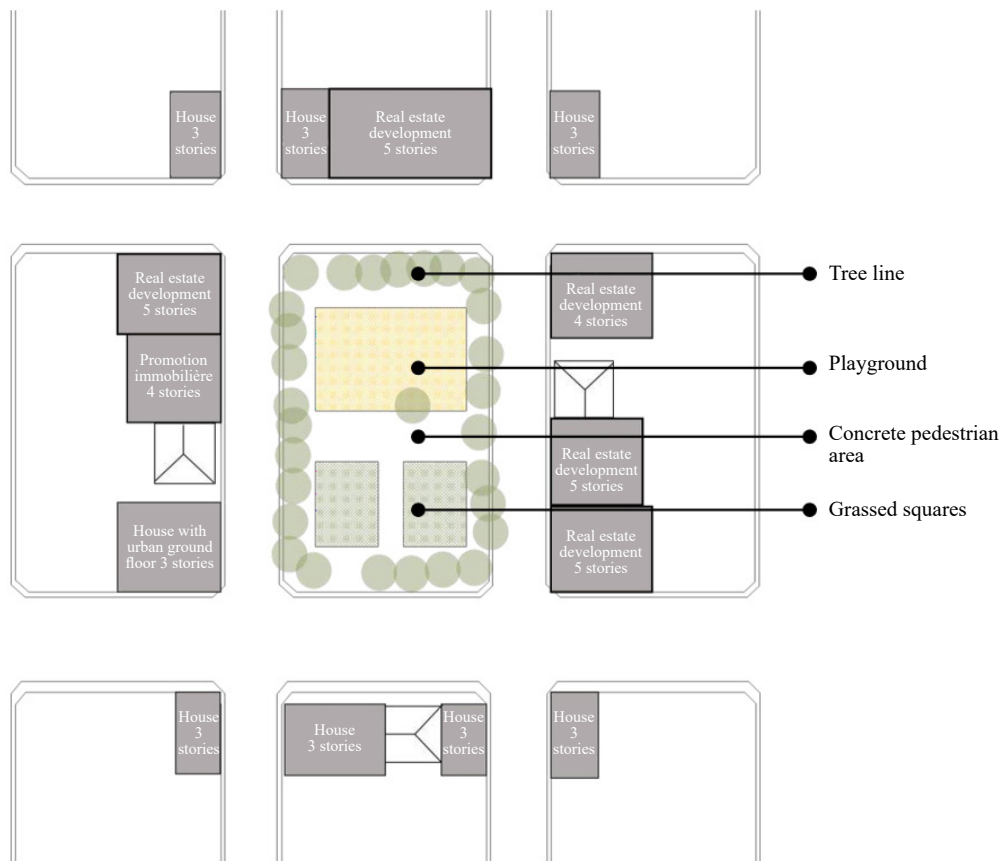 House
3
stories
House
3
stories
Real estate
development
5 stories
House
3
stories
Real estate
development
5 stories
Promotion
immobilière
4 stories
House with
urban ground
floor 3 stories
Real estate
development
4 stories
Real estate
development
5 stories
Real estate
development
5 stories
Tree line
Playground
Concrete pedestrian
area
Grassed squares
House
3
stories
House
3 stories
House
3
stories
House
3
stories